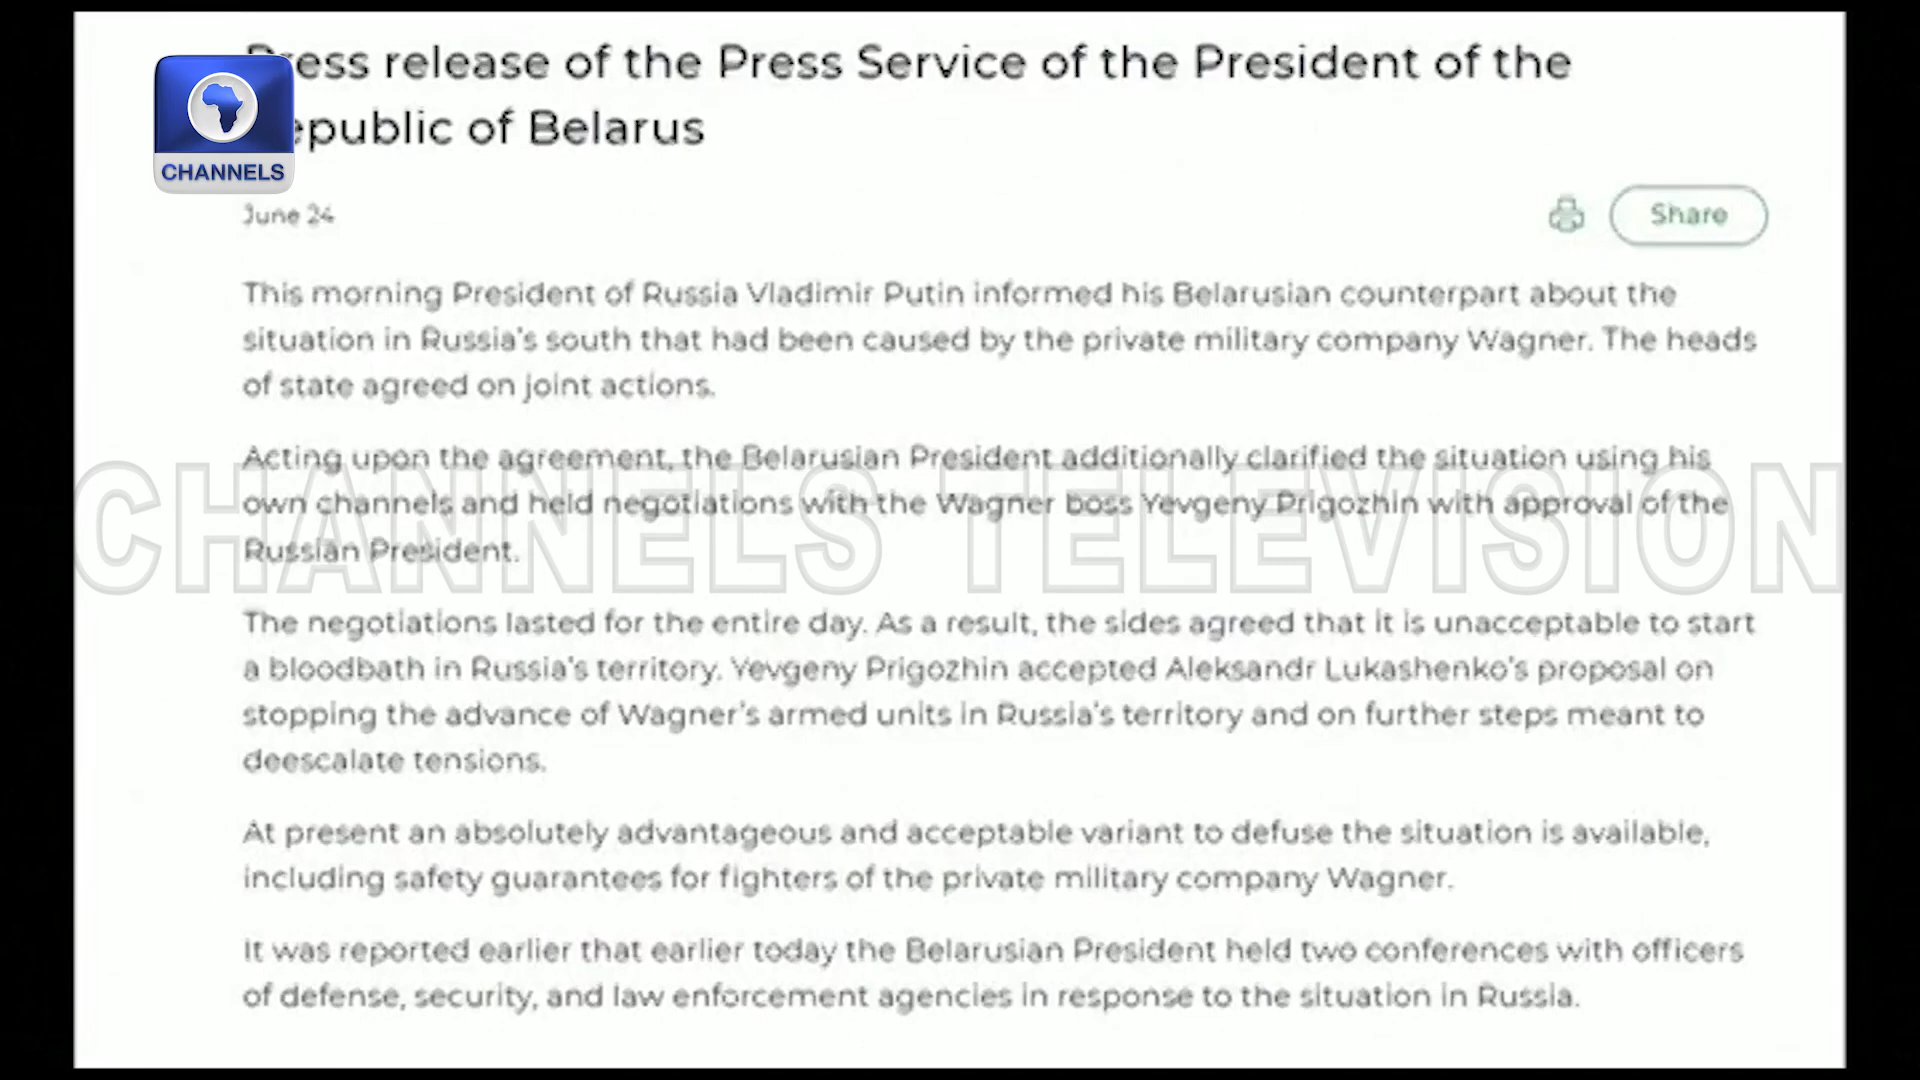 Press release of the Press Service of the President of the
Republic of Belarus
CHANNELS
June 24
Share
This morning President of Russia Vladimir Putin informed his Belarusian counterpart about the
situation in Russia's south that had been caused by the private military company Wagner. The heads
of state agreed on joint actions.
Acting upon the agreement, the Belarusian President additionally clarified the situation using his
own channels and held negotiations with the Wagner boss Yevgeny Prigozhin with approval of the
Russian President.
CHANNELS TELEVISION
The negotiations lasted for the entire day. As a result, the sides agreed that it is unacceptable to start
a bloodbath in Russia's territory. Yevgeny Prigozhin accepted Aleksandr Lukashenko's proposal on
stopping the advance of Wagner's armed units in Russia's territory and on further steps meant to
deescalate tensions.
At present an absolutely advantageous and acceptable variant to defuse the situation is available,
including safety guarantees for fighters of the private military company Wagner.
It was reported earlier that earlier today the Belarusian President held two conferences with officers
of defense, security, and law enforcement agencies in response to the situation in Russia.